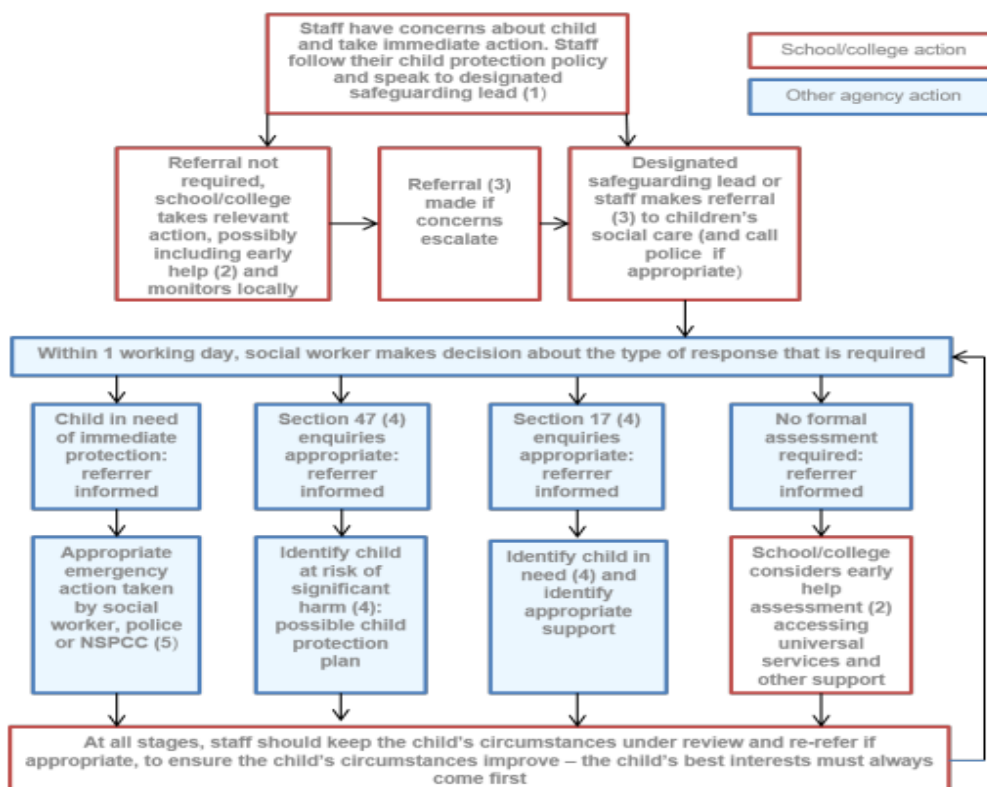 Staff have concerns about child
and take immediate action. Staff
follow their child protection policy
and speak to designated
safeguarding lead (1)
School/college action
Other agency action
Referral not
required,
school/college
takes relevant
action, possibly
including early
help (2) and
monitors locally
Referral (3)
made if
concerns
escalate
Designated
safeguarding lead or
staff makes referral
(3) to children's
social care (and call
police if
appropriate)
Within 1 working day, social worker makes decision about the type of response that is required
Child in need
of immediate
protection:
referrer
informed
Section 47 (4)
enquiries
appropriate:
referrer
informed
Section 17 (4)
enquiries
appropriate:
referrer
informed
No formal
assessment
required:
referrer
informed
Appropriate
emergency
action taken
by social
worker, police
or NSPCC (5)
Identify child
at risk of
significant
harm (4):
possible child
protection
plan
Identify child in
need (4) and
identify
appropriate
support
School/college
considers early
help
assessment (2)
accessing
universal
services and
other support
At all stages, staff should keep the child's circumstances under review and re-refer if
appropriate, to ensure the child's circumstances improve – the child's best interests must always
come first